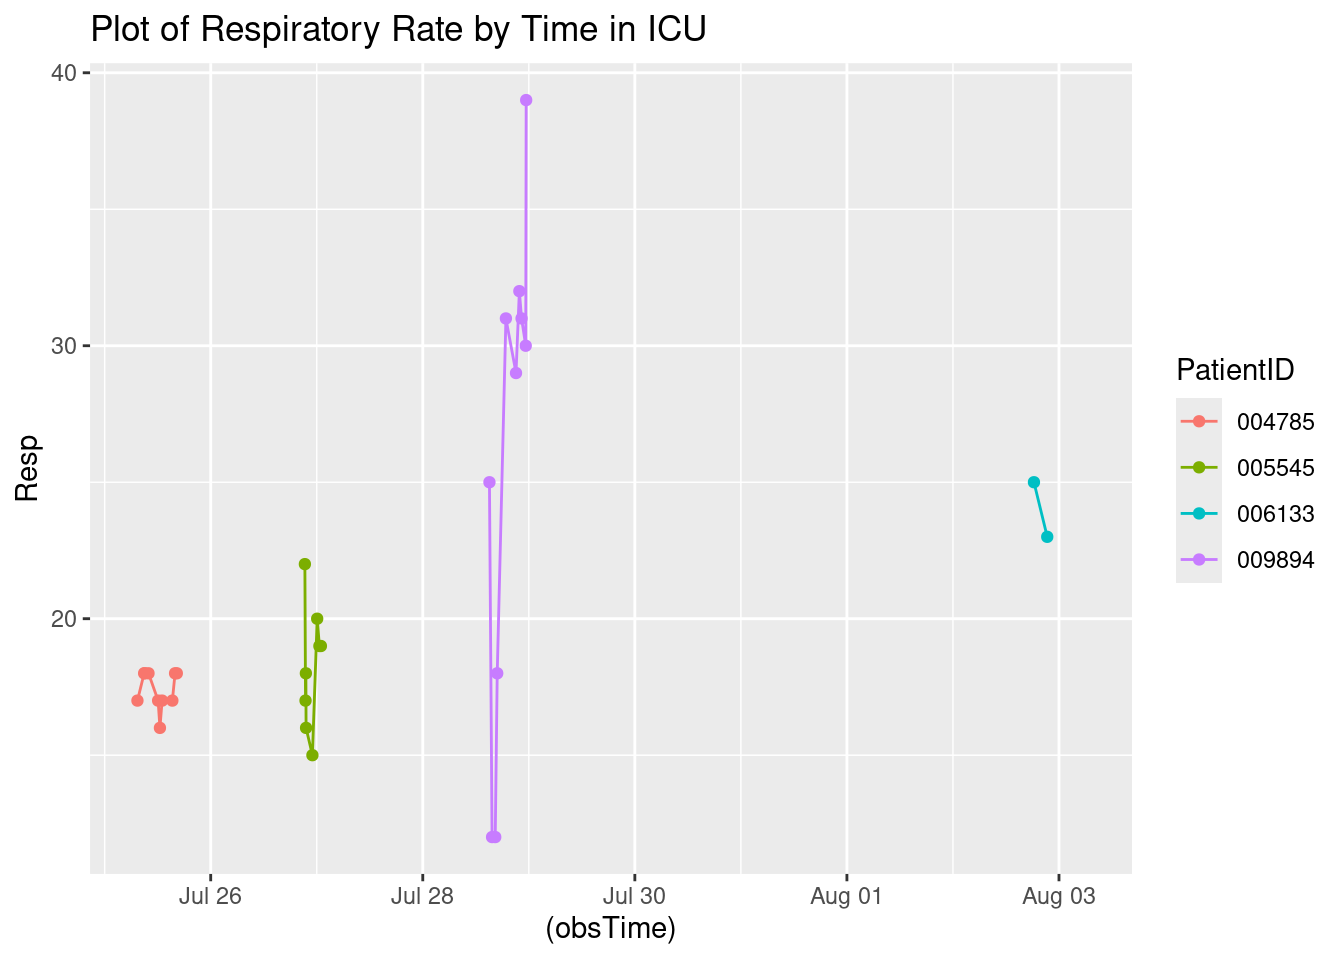 Plot of Respiratory Rate by Time in ICU
40
30
20
Resp
Jul 26
Jul 28
Jul 30
Aug 01
Aug 03
(obsTime)
PatientID
004785
005545
006133
009894